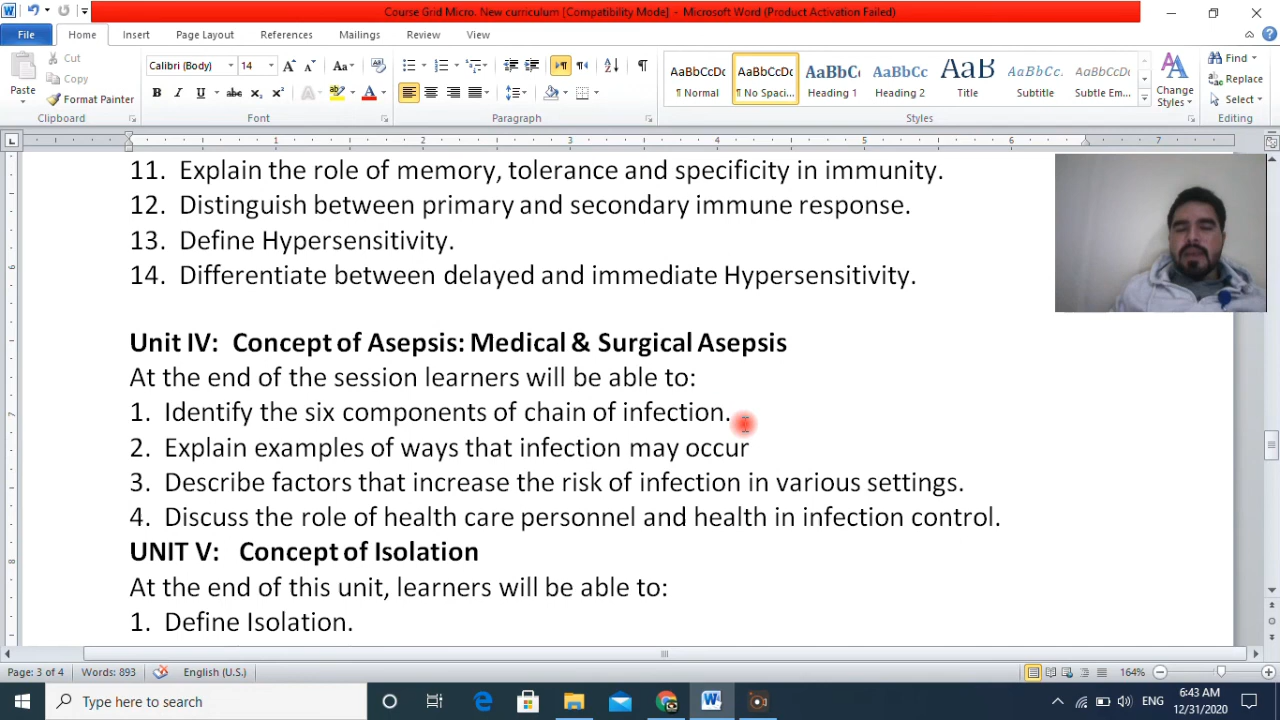 Course Grid Micro. New curriculum [Compatibility Mode] - Microsoft Word (Product Activation Failed)
File Home Insert Page Layout References Mailings Review View
Cut
Copy
Format Painter
Paste
Clipboard
Calibri (Body) 14
Font
Paragraph
AaBbCcDc AaBbCcDc AaBbCc AaBbCc AaB AaBbCc. AaBbCcDc
¶ Normal ¶ No Spaci... Heading 1 Heading 2 Title Subtitle Subtle Em...
Styles
Change Styles
Find
Replace
Select
Editing
11. Explain the role of memory, tolerance and specificity in immunity.
12. Distinguish between primary and secondary immune response.
13. Define Hypersensitivity.
14. Differentiate between delayed and immediate Hypersensitivity.
Unit IV: Concept of Asepsis: Medical & Surgical Asepsis
At the end of the session learners will be able to:
1. Identify the six components of chain of infection.
2. Explain examples of ways that infection may occur
3. Describe factors that increase the risk of infection in various settings.
4. Discuss the role of health care personnel and health in infection control.
UNIT V: Concept of Isolation
At the end of this unit, learners will be able to:
1. Define Isolation.
Page: 3 of 4 Words: 893 English (U.S.) 164%
Type here to search
ENG
6:43 AM
12/31/2020